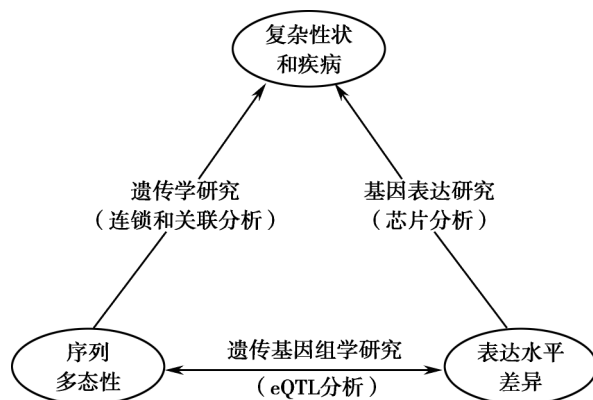 复杂性状
和疾病
遗传学研究
（连锁和关联分析）
基因表达研究
（芯片分析）
序列
多态性
遗传基因组学研究
（eQTL分析）
表达水平
差异